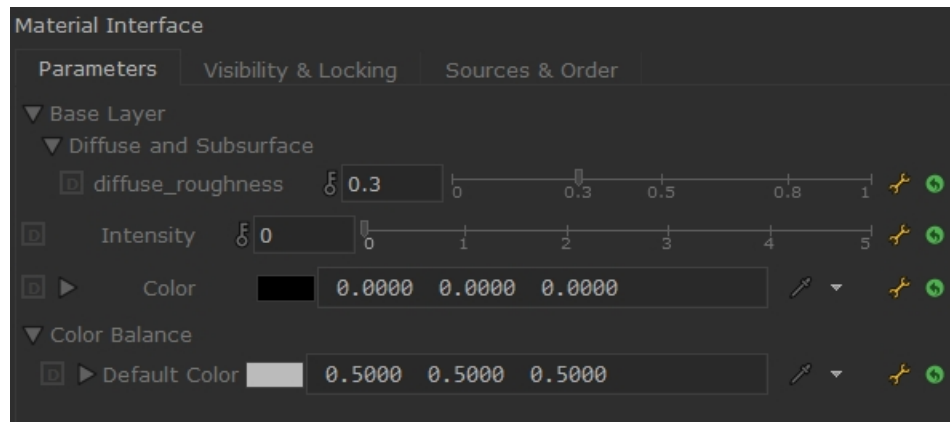 Material Interface
Parameters Visibility & Locking Sources & Order
Base Layer
Diffuse and Subsurface
D diffuse_roughness 0.3 0 0.3 0.5 0.8 1
D Intensity 0 0 1 2 3 4 5
D Color 0.0000 0.0000 0.0000
Color Balance
D Default Color 0.5000 0.5000 0.5000